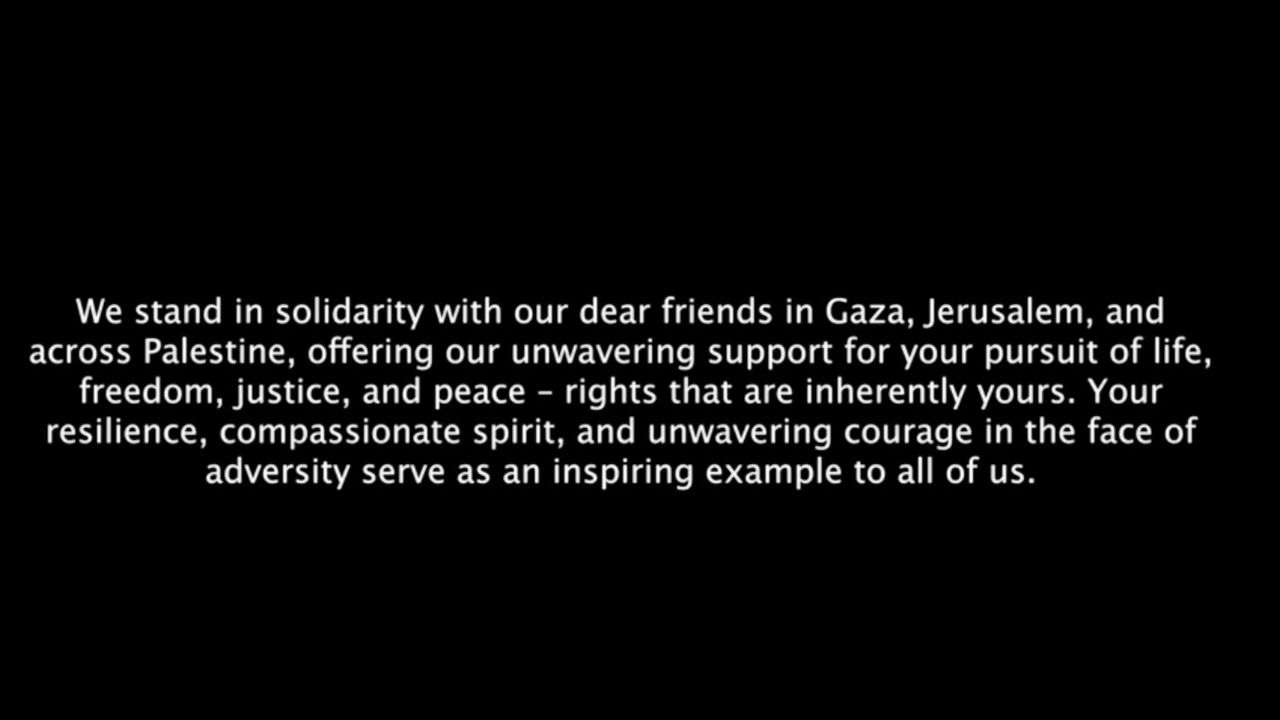 We stand in solidarity with our dear friends in Gaza, Jerusalem, and
across Palestine, offering our unwavering support for your pursuit of life,
freedom, justice, and peace – rights that are inherently yours. Your
resilience, compassionate spirit, and unwavering courage in the face of
adversity serve as an inspiring example to all of us.